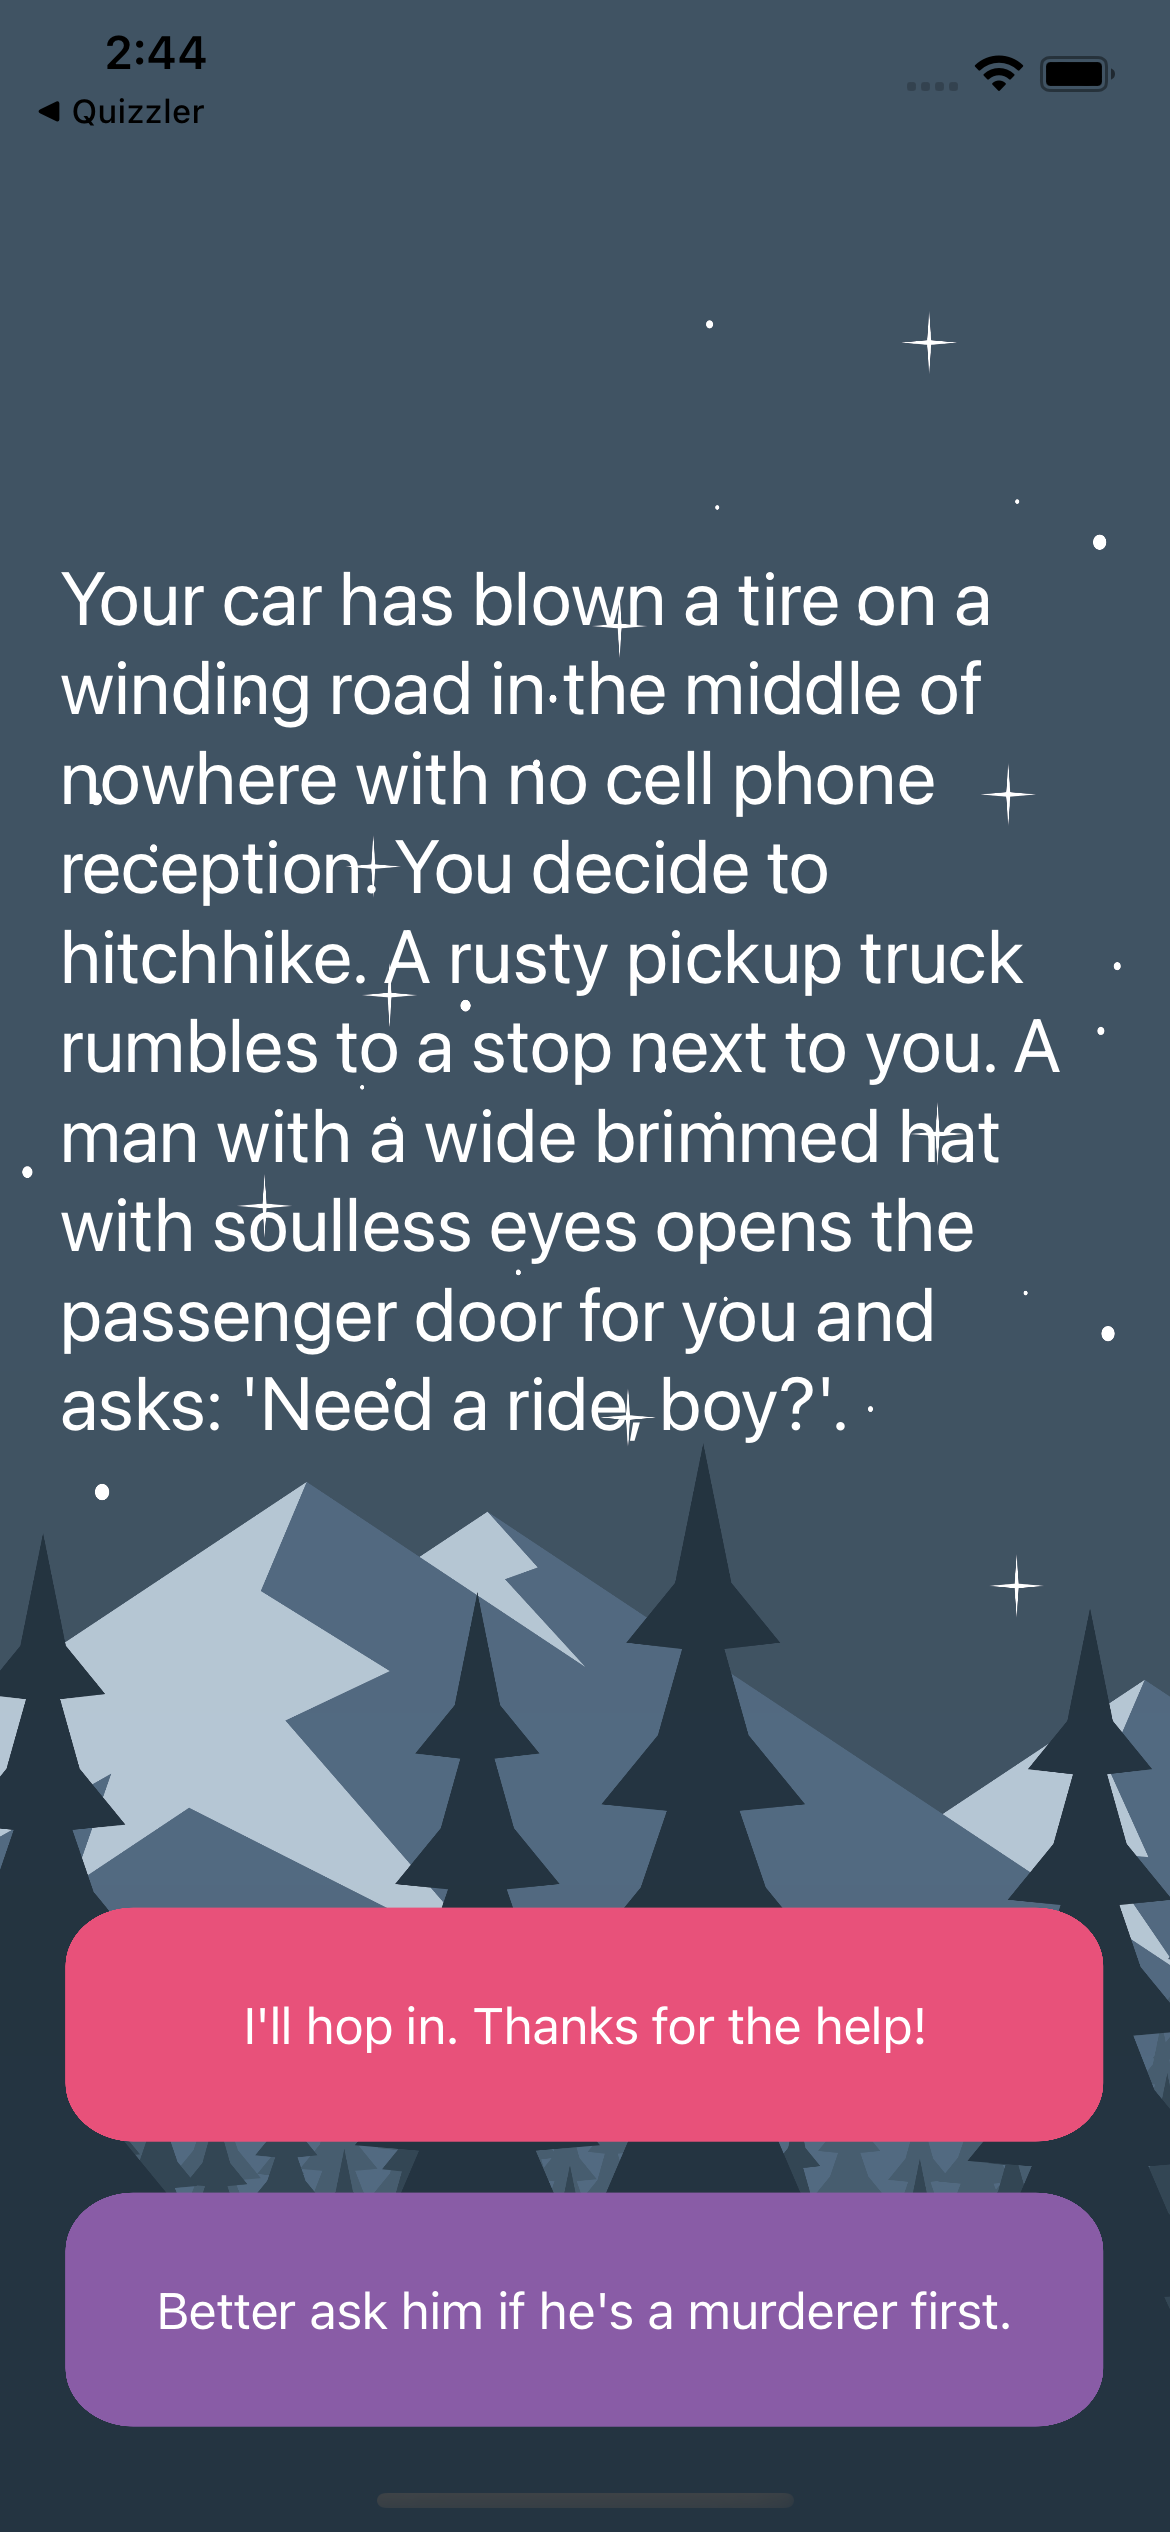 2:44
Quizzler
Your car has blown a tire on a
winding road in the middle of
nowhere with no cell phone
reception. You decide to
hitchhike. A rusty pickup truck
rumbles to a stop next to you. A
man with a wide brimmed hat
with soulless eyes opens the
passenger door for you and
asks: 'Need a ride, boy?'.
I'll hop in. Thanks for the help!
Better ask him if he's a murderer first.